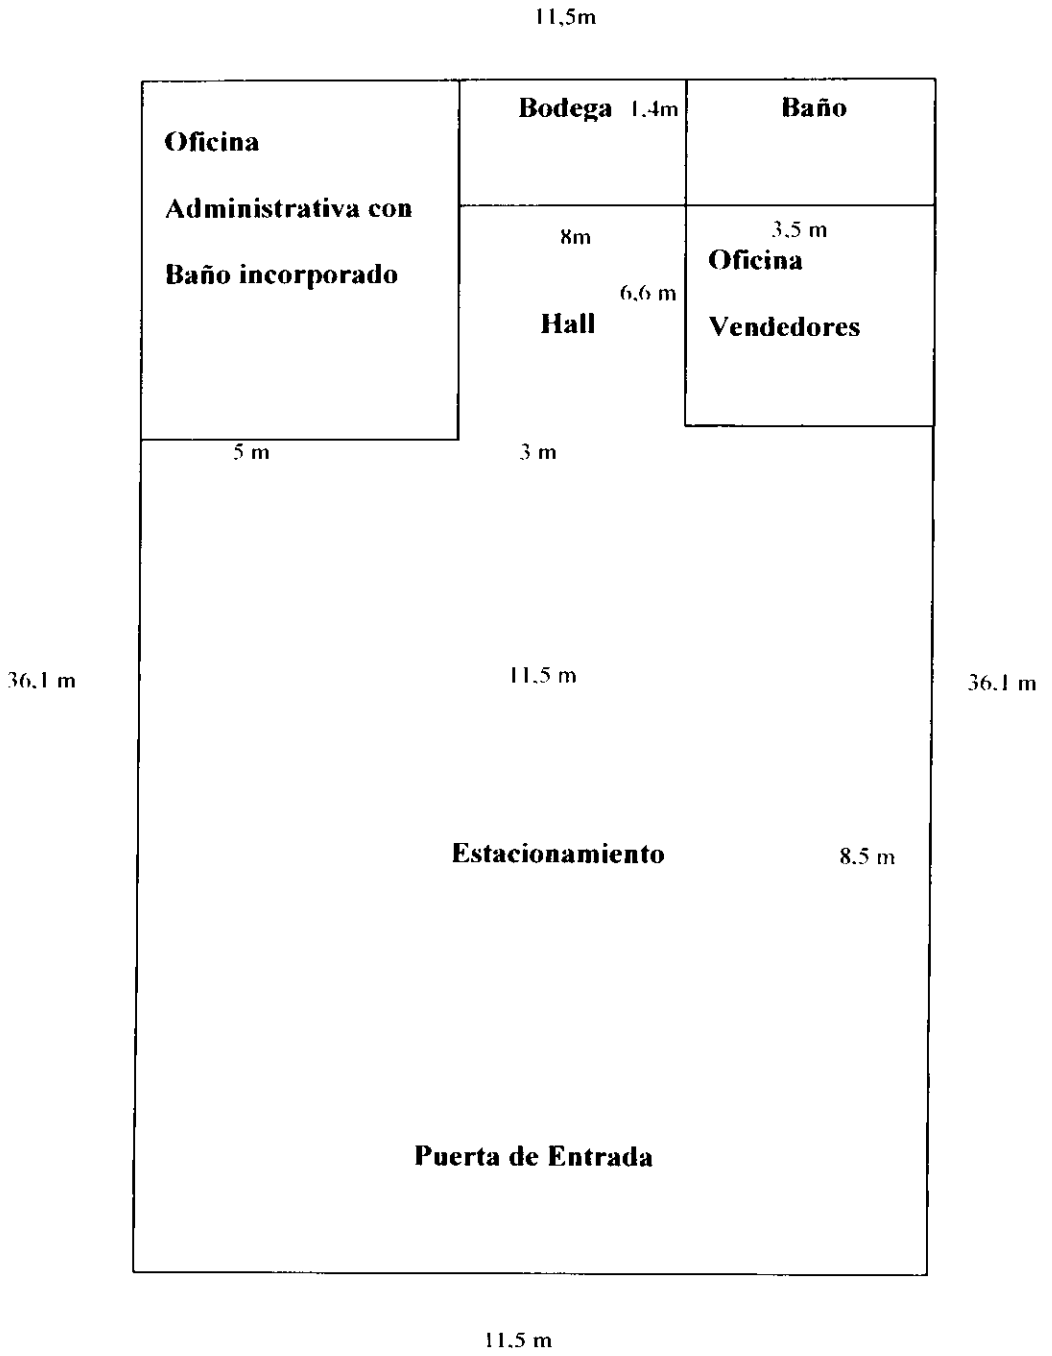 11,5m
Bodega 1,4m
Baño
Oficina
Administrativa con
Baño incorporado
8m
3,5 m
Oficina
6,6 m
Hall
Vendedores
5 m
3 m
36,1 m
11,5 m
36,1 m
Estacionamiento
8,5 m
Puerta de Entrada
11,5 m